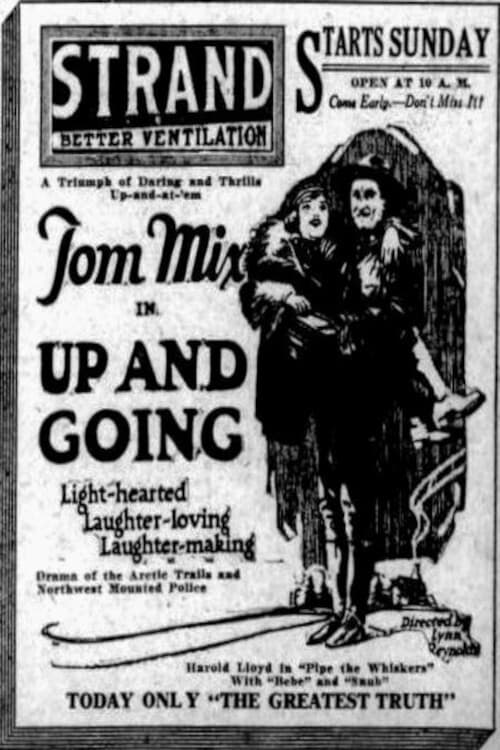 STRAND
BETTER VENTILATION
STARTS SUNDAY
OPEN AT 10 A. M.
Come Early.—Don't Miss It!
A Triumph of Daring and Thrills
Up-and-at-'em
Tom Mix
IN
UP AND
GOING
Light-hearted
Laughter-loving
Laughter-making
Drama of the Arctic Trails and
Northwest Mounted Police
Directed by
Lynn
Reynolds
Harold Lloyd in "Pipe the Whiskers"
With "Bebe" and "Snub"
TODAY ONLY "THE GREATEST TRUTH"